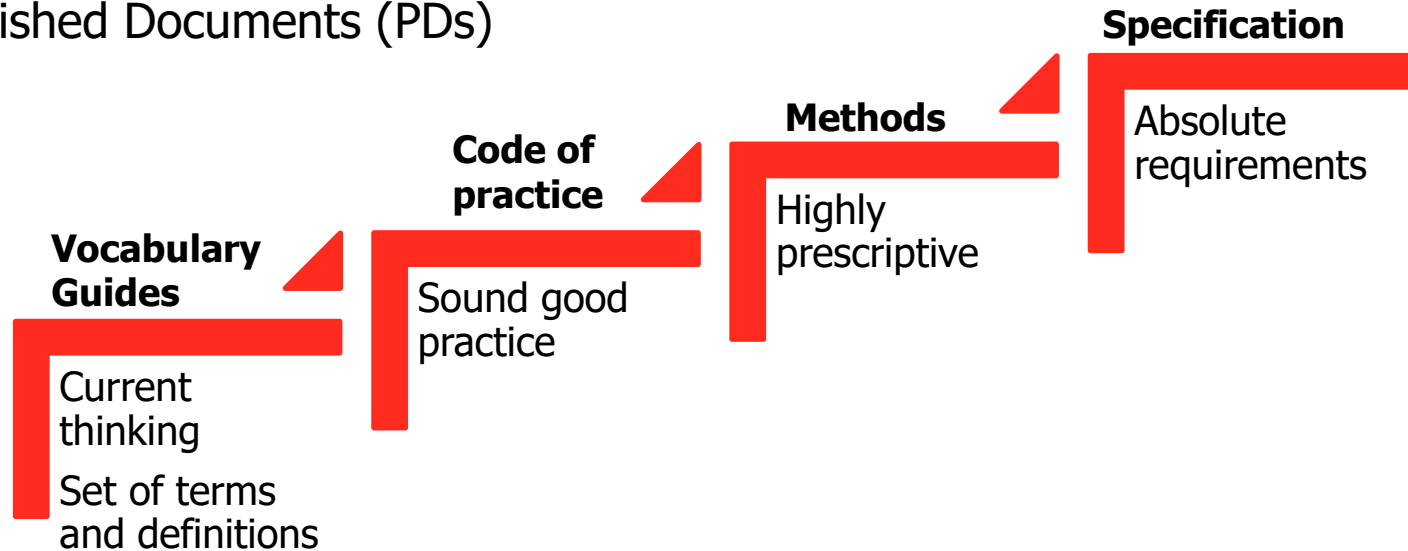 ished Documents (PDs)
Specification
Absolute
requirements
Methods
Highly
prescriptive
Code of
practice
Sound good
practice
Vocabulary
Guides
Current
thinking
Set of terms
and definitions